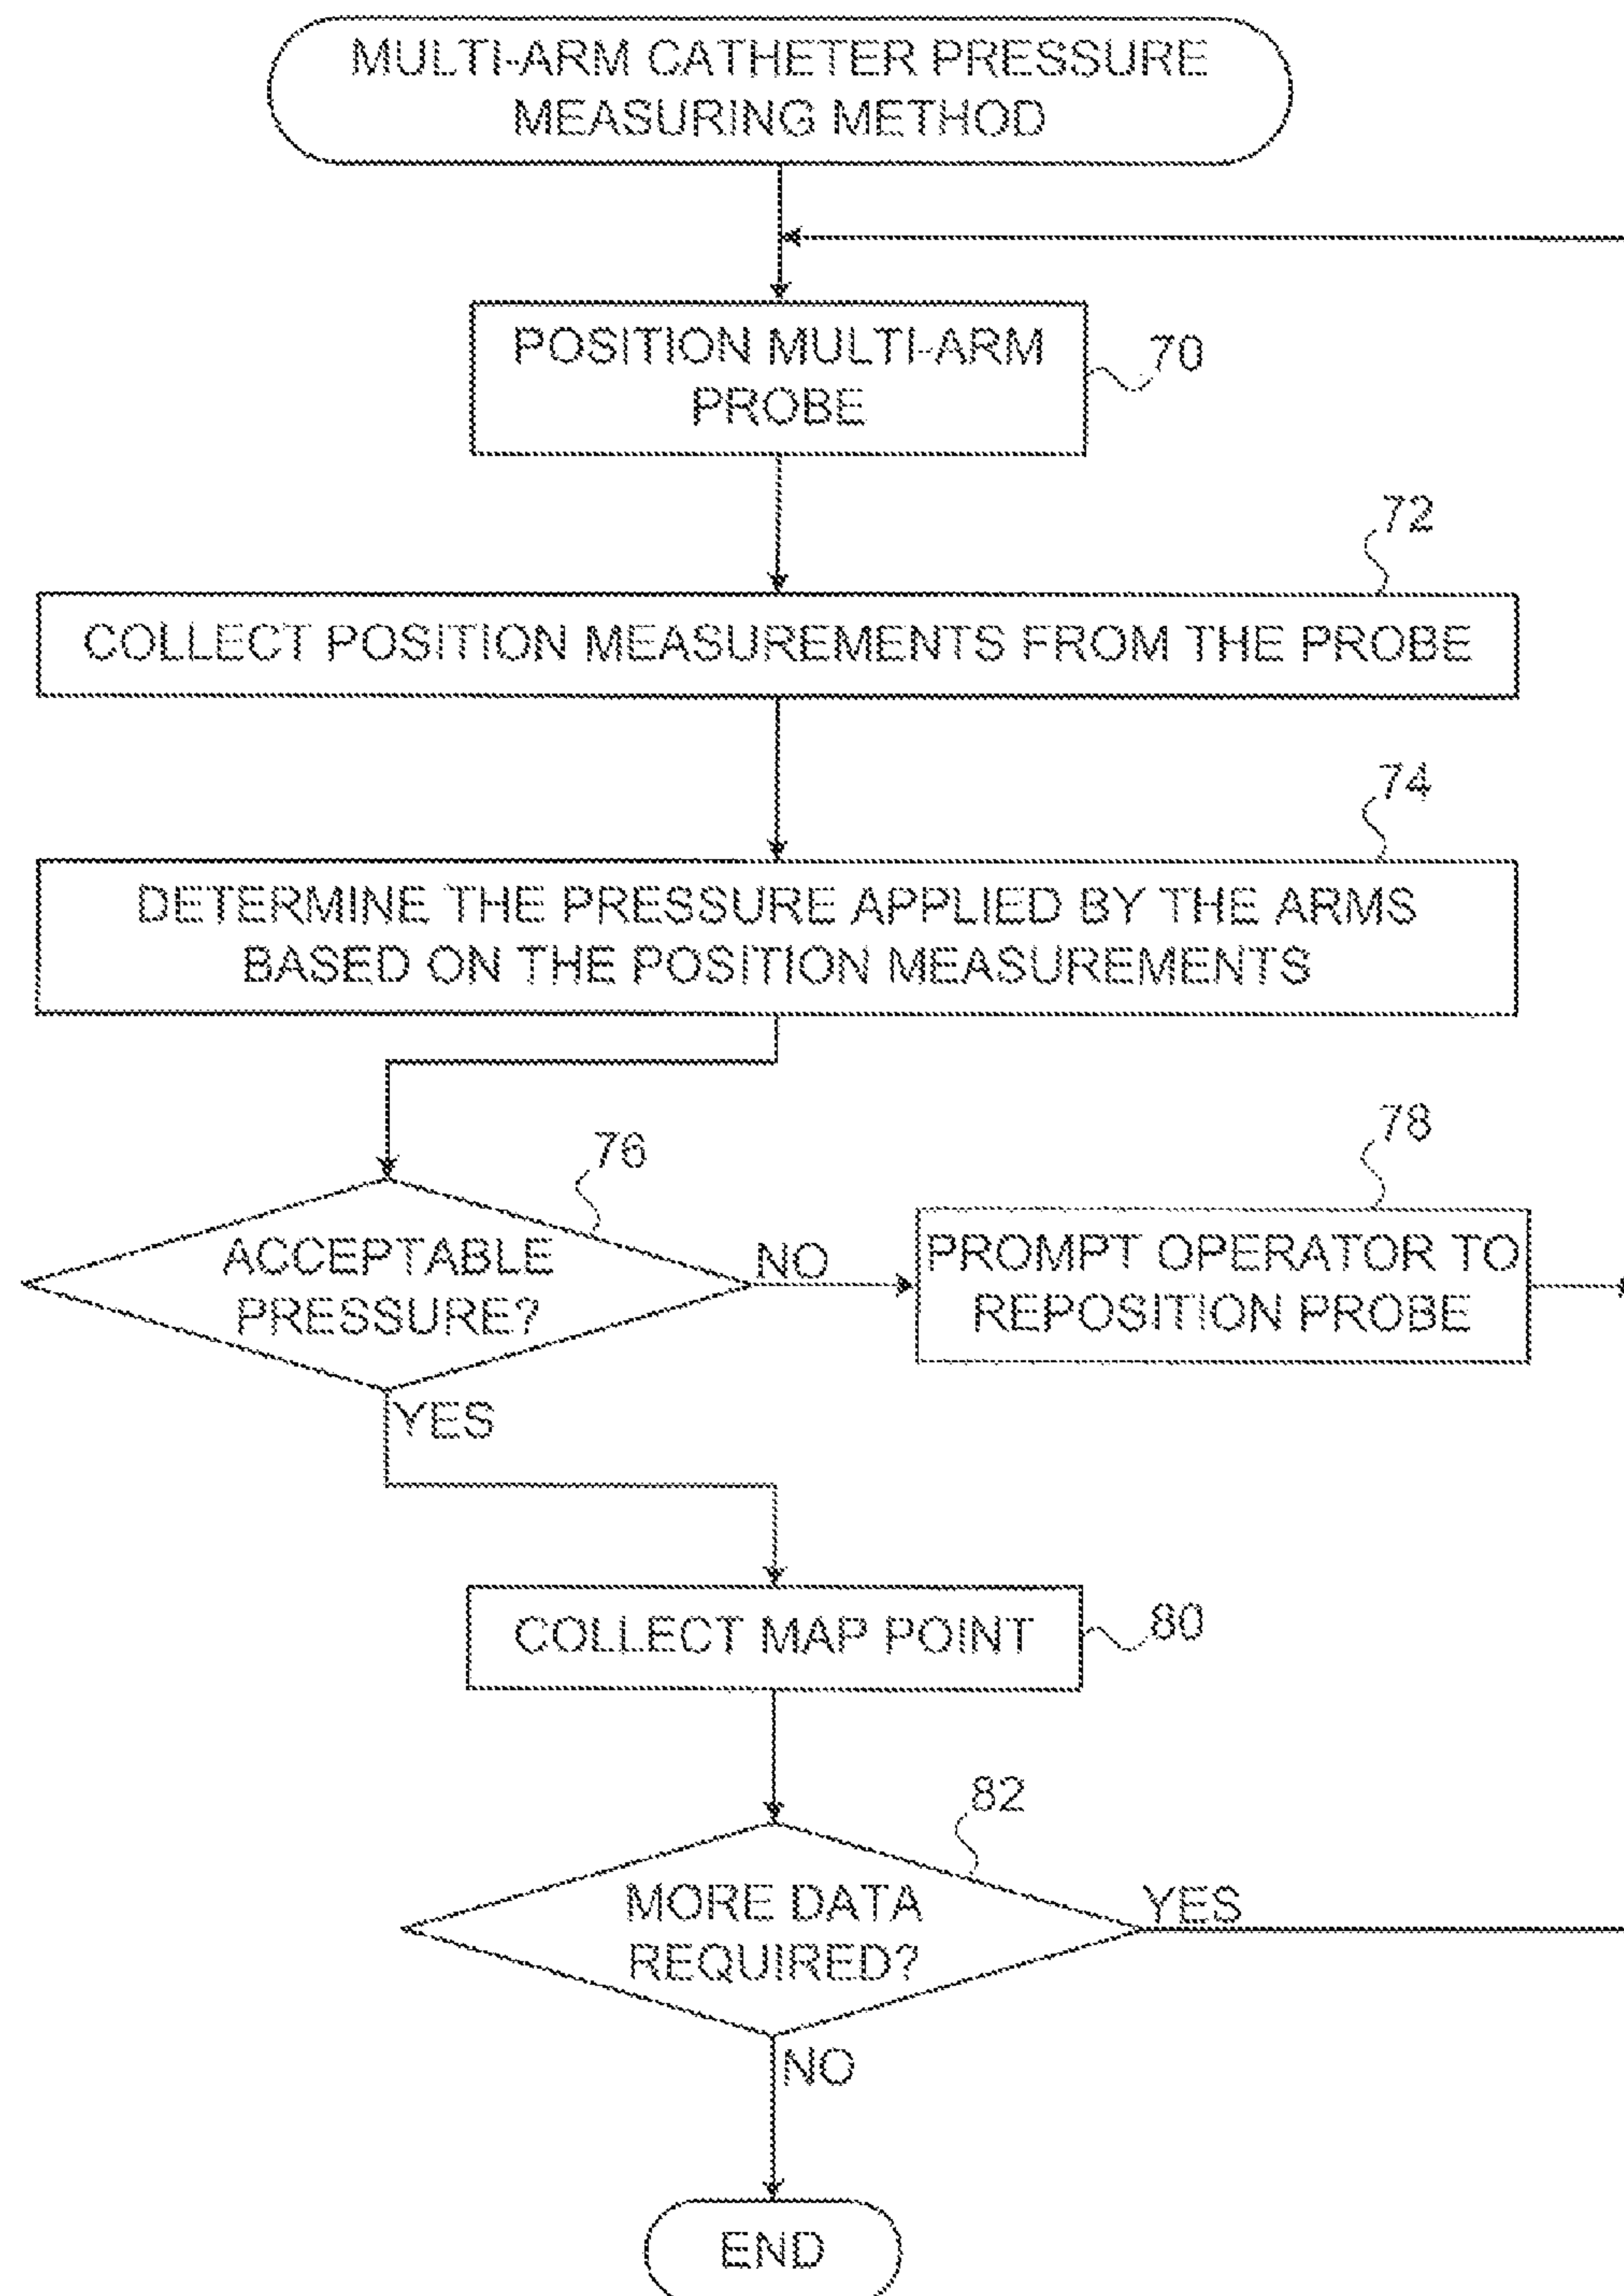 MULTI-ARM CATHETER PRESSURE
MEASURING METHOD
POSITION MULTI-ARM
PROBE
70
72
COLLECT POSITION MEASUREMENTS FROM THE PROBE
74
DETERMINE THE PRESSURE APPLIED BY THE ARMS
BASED ON THE POSITION MEASUREMENTS
76
78
ACCEPTABLE
PRESSURE?
NO
PROMPT OPERATOR TO
REPOSITION PROBE
YES
COLLECT MAP POINT
80
82
MORE DATA
REQUIRED?
YES
NO
END